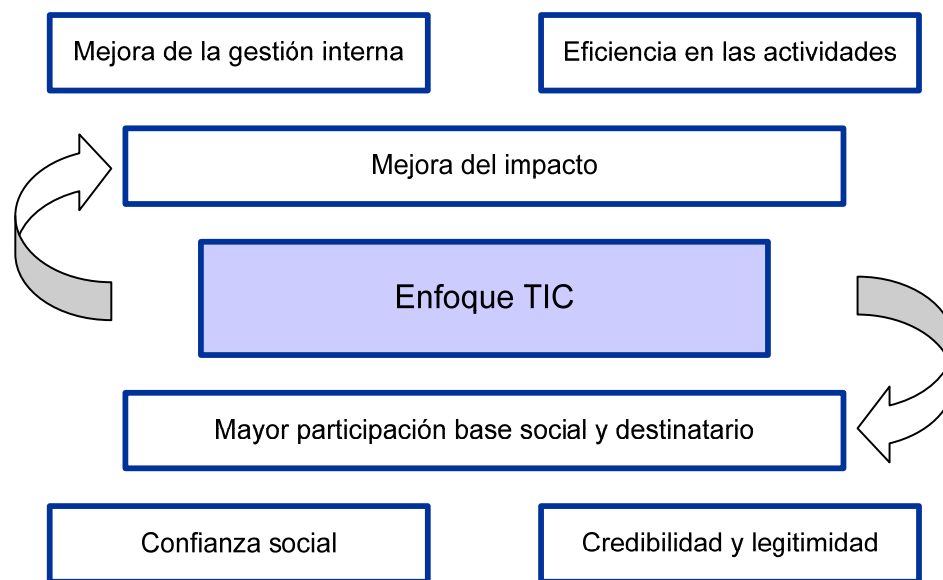 Mejora de la gestión interna
Eficiencia en las actividades
Mejora del impacto
Enfoque TIC
Mayor participación base social y destinatario
Confianza social
Credibilidad y legitimidad